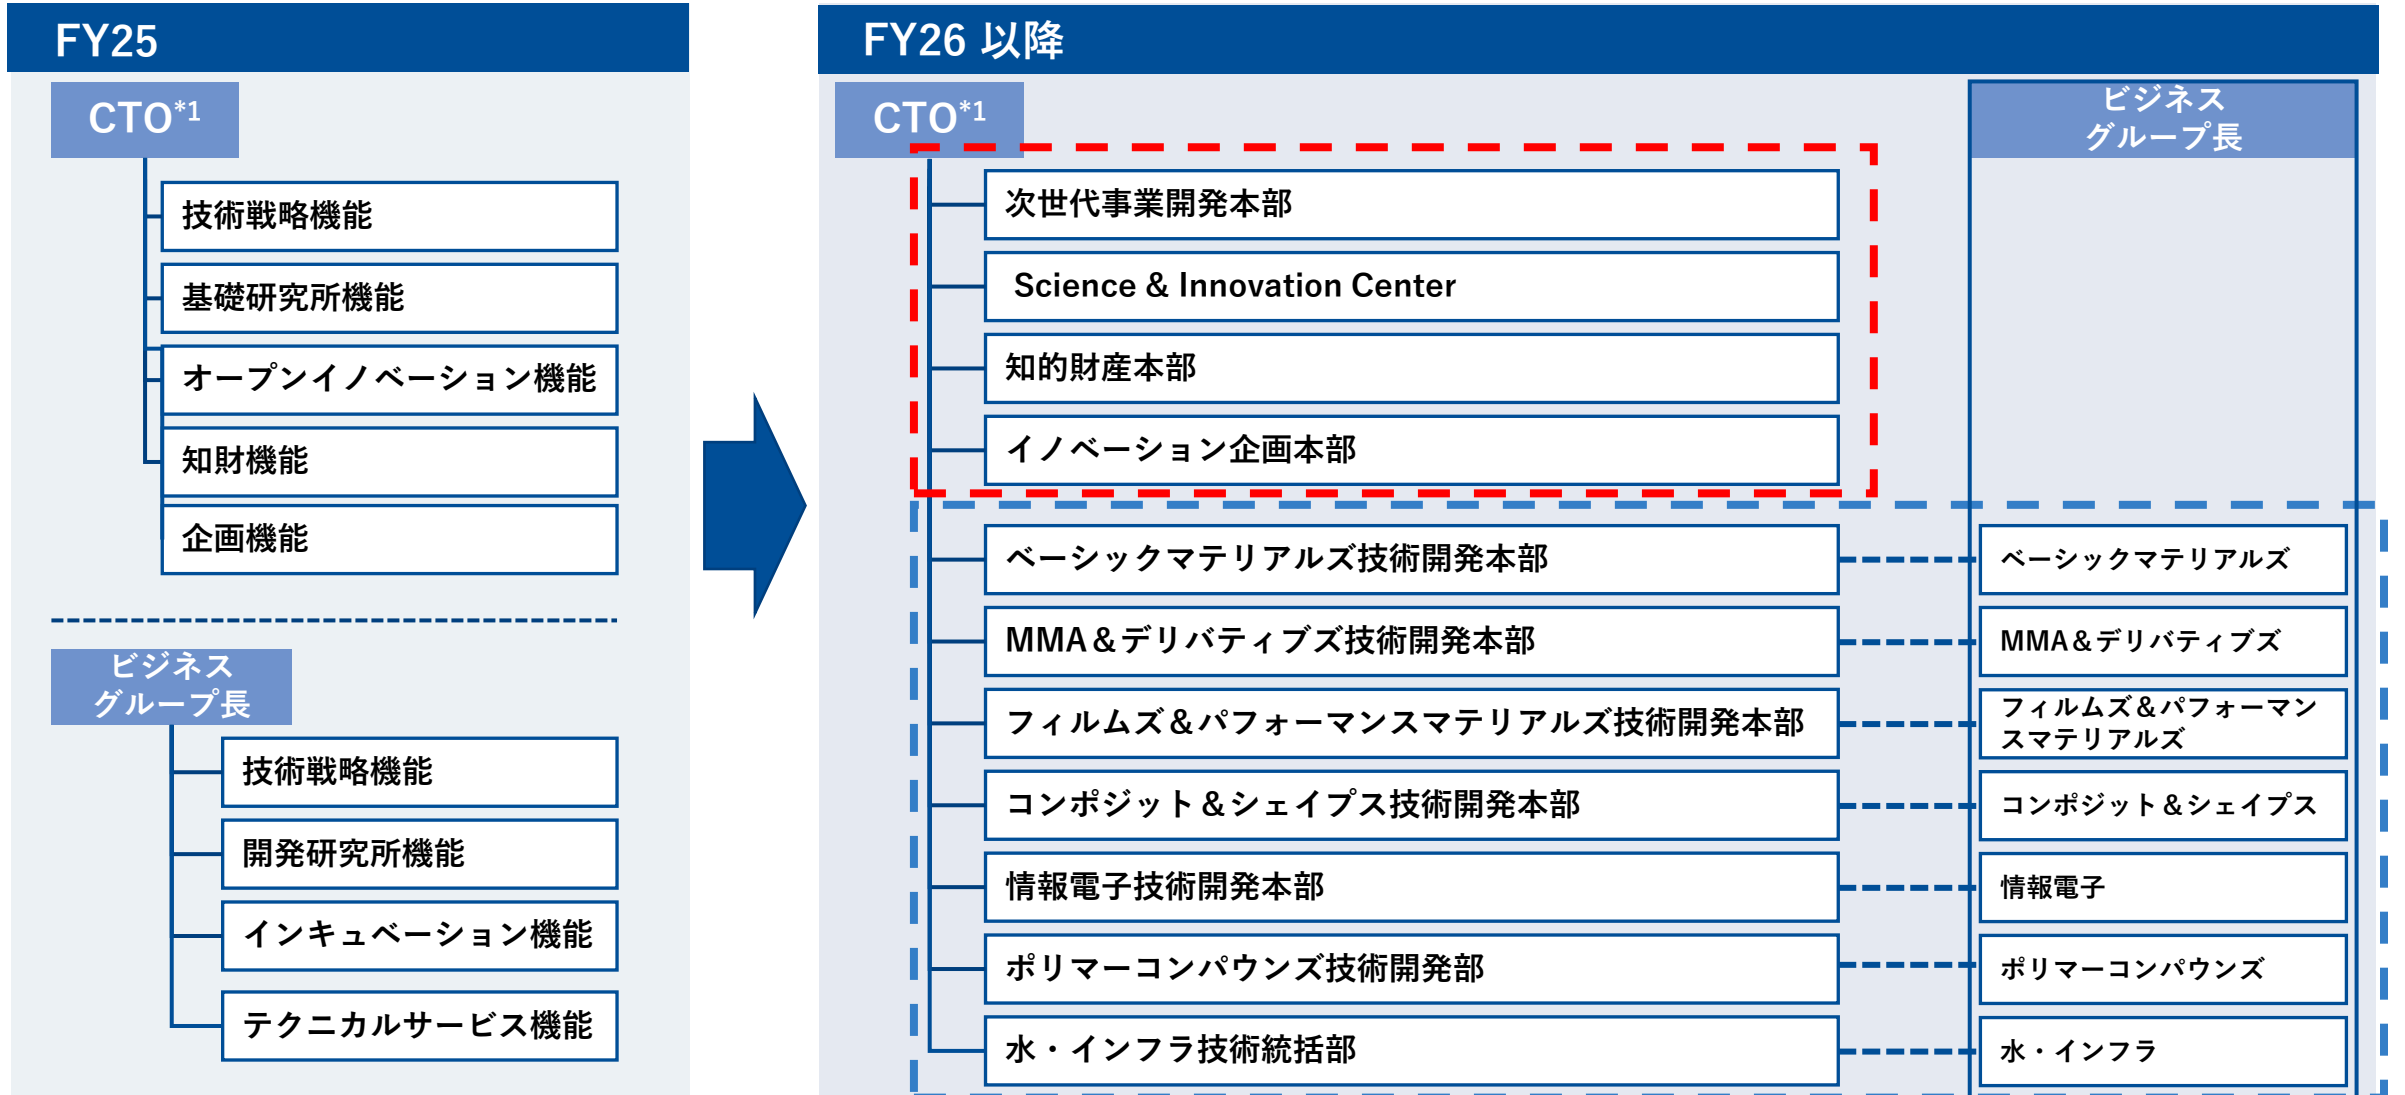 FY25
CTO*1
技術戦略機能
基礎研究所機能
オープンイノベーション機能
知財機能
企画機能
ビジネス
グループ長
技術戦略機能
開発研究所機能
インキュベーション機能
テクニカルサービス機能
FY26 以降
CTO*1
次世代事業開発本部
Science & Innovation Center
知的財産本部
イノベーション企画本部
ベーシックマテリアルズ技術開発本部
MMA&デリバティブズ技術開発本部
フィルムズ&パフォーマンスマテリアルズ技術開発本部
コンポジット&シェイプス技術開発本部
情報電子技術開発本部
ポリマーコンパウンズ技術開発部
水・インフラ技術統括部
ビジネス
グループ長
ベーシックマテリアルズ
MMA&デリバティブズ
フィルムズ&パフォーマン
スマテリアルズ
コンポジット&シェイプス
情報電子
ポリマーコンパウンズ
水・インフラ